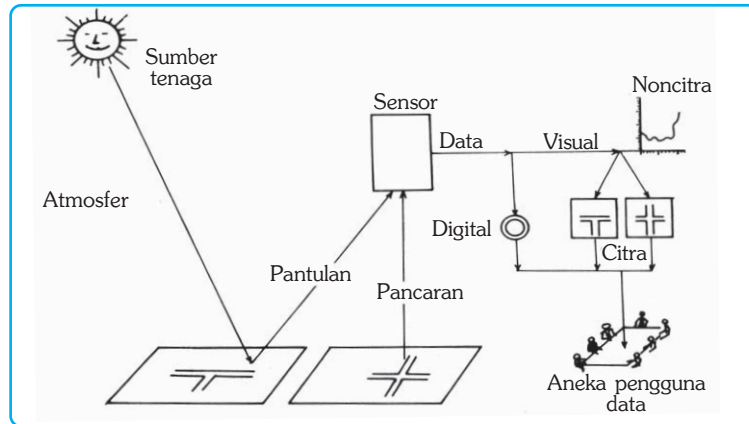 Sumber
tenaga
Noncitra
Sensor
Data
Visual
Atmosfer
Digital
Citra
Pantulan
Pancaran
Aneka pengguna
data